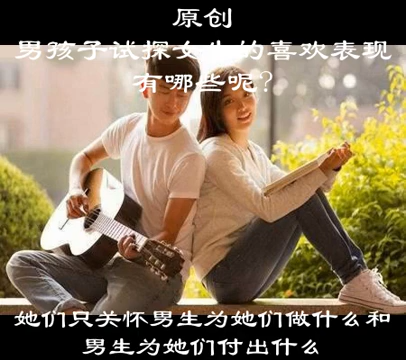 原创
男孩子试探女生的喜欢表现
有哪些呢?
她们只关怀男生为她们做什么和
男生为她们付出什么